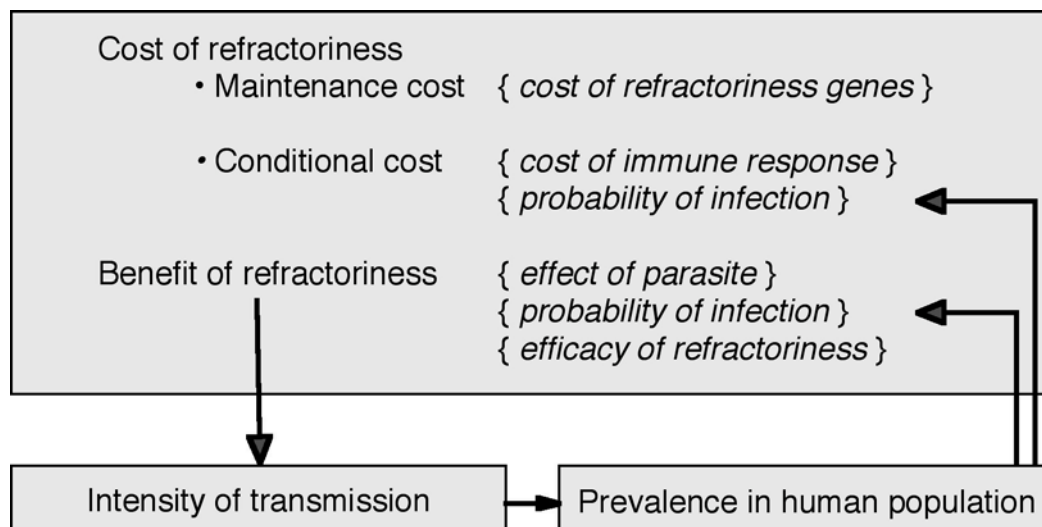 Cost of refractoriness
• Maintenance cost { cost of refractoriness genes }
• Conditional cost { cost of immune response }
{ probability of infection }
Benefit of refractoriness { effect of parasite }
{ probability of infection }
{ efficacy of refractoriness }
Intensity of transmission
Prevalence in human population